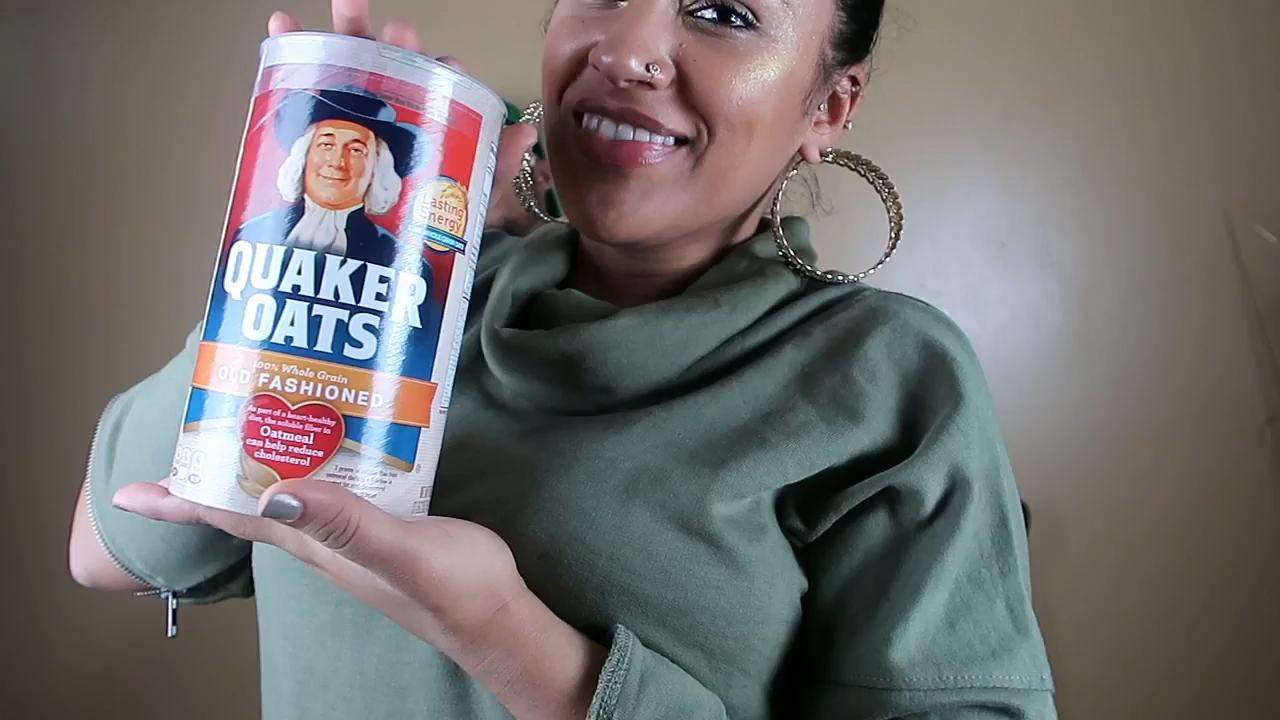 Lasting
Energy
QUAKER
OATS
100% Whole Grain
OLD FASHIONED
As part of a heart-healthy
diet, the soluble fiber in
Oatmeal
can help reduce
cholesterol